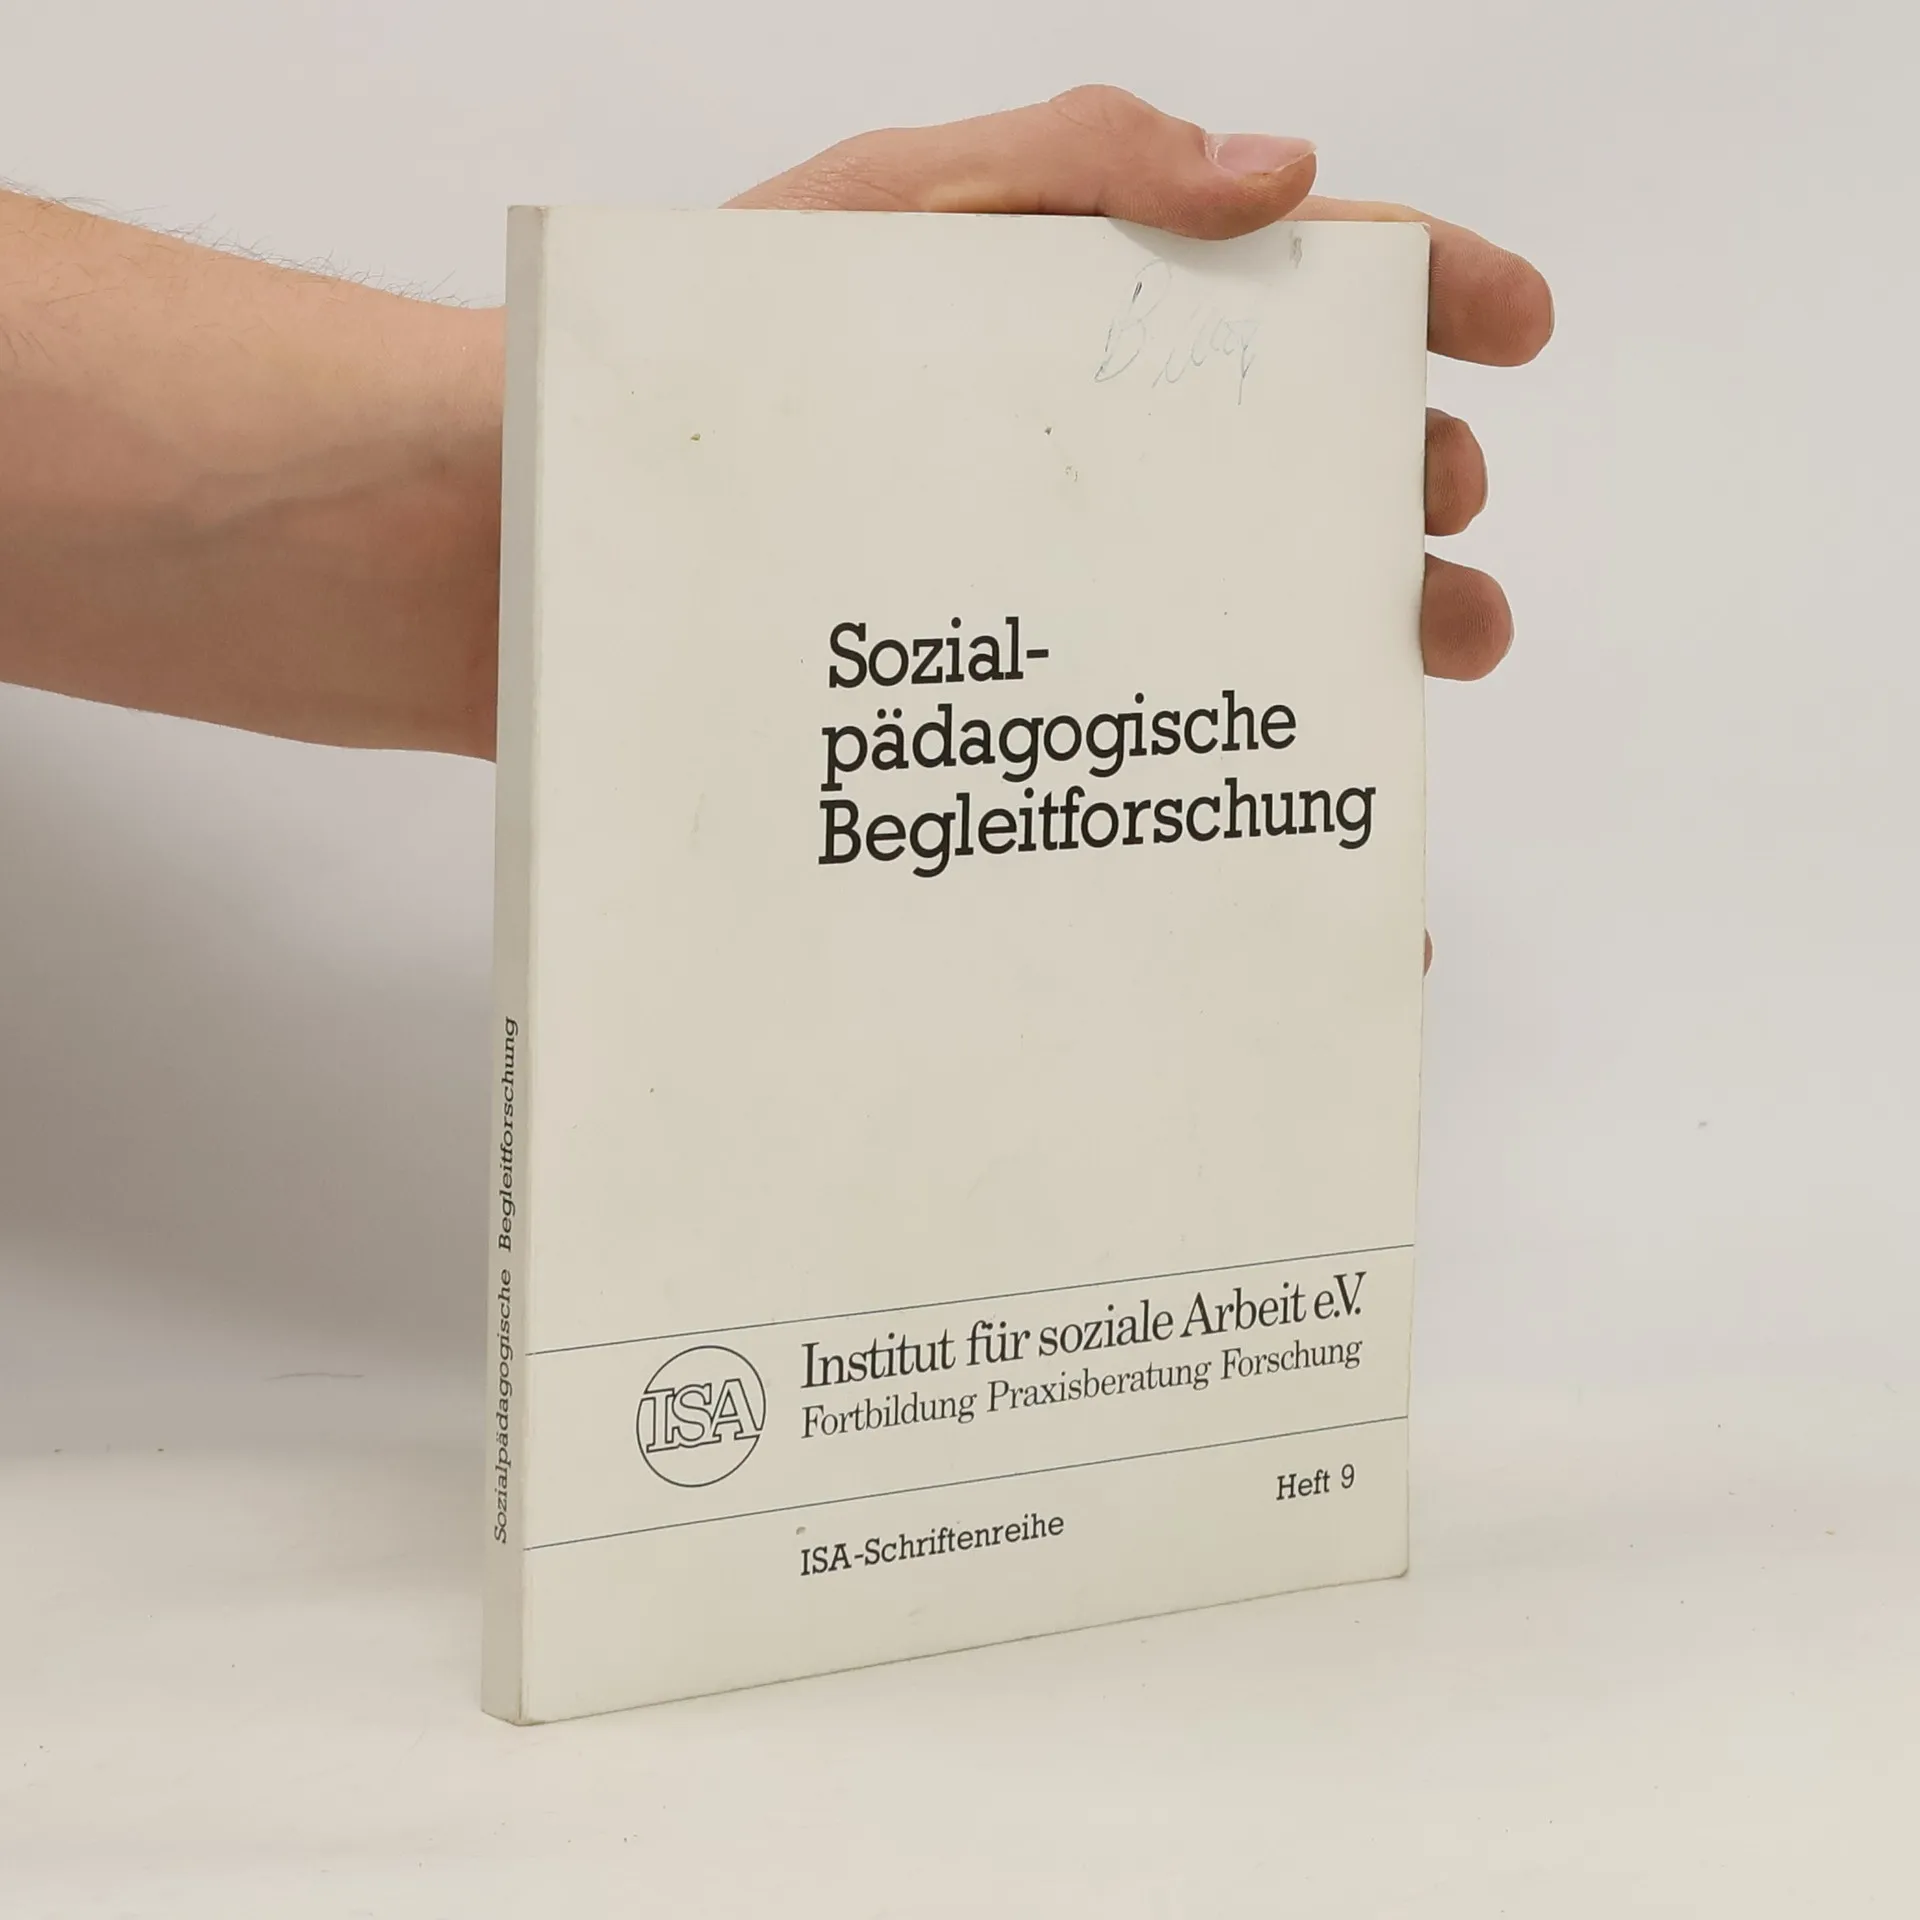 Sozial-
pädagogische
Begleitforschung
ISA
Institut für soziale Arbeit e.V.
Fortbildung Praxisberatung Forschung
ISA-Schriftenreihe
Heft 9
Sozialpädagogische Begleitforschung